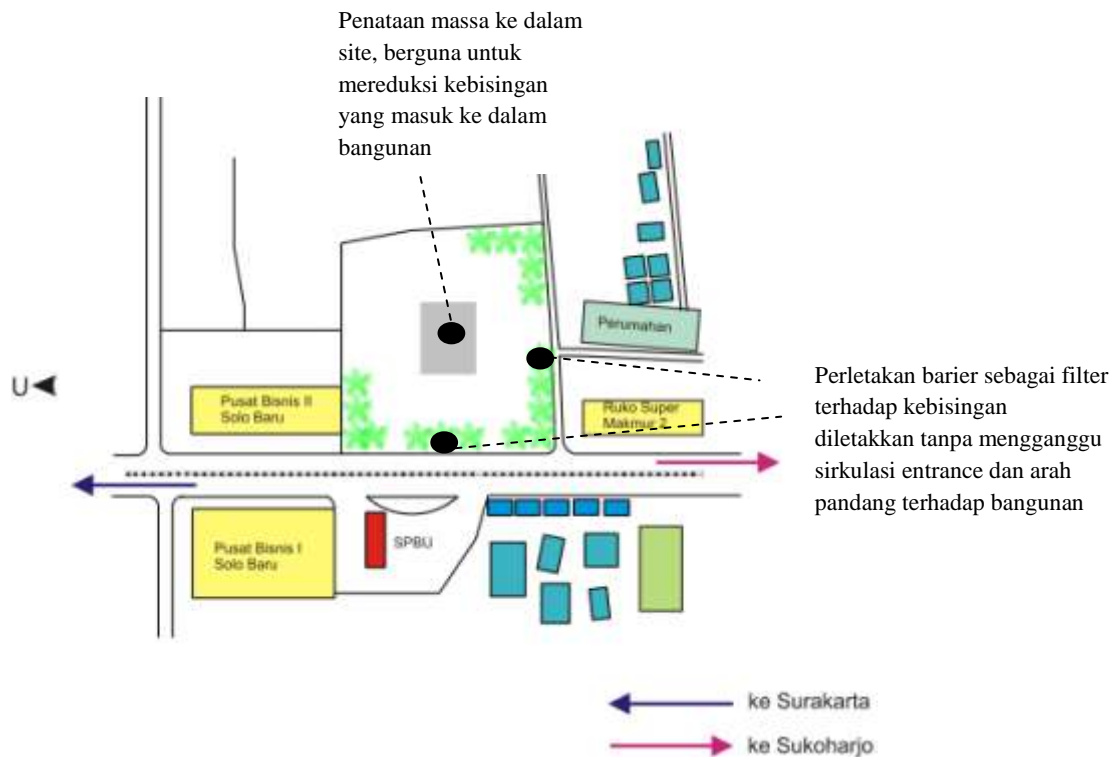 Penataan massa ke dalam
site, berguna untuk
mereduksi kebisingan
yang masuk ke dalam
bangunan
Perumahan
U
Pusat Bisnis II
Solo Baru
Ruko Super
Makmur 2
Perletakan barier sebagai filter
terhadap kebisingan
diletakkan tanpa mengganggu
sirkulasi entrance dan arah
pandang terhadap bangunan
Pusat Bisnis I
Solo Baru
SPBU
ke Surakarta
ke Sukoharjo